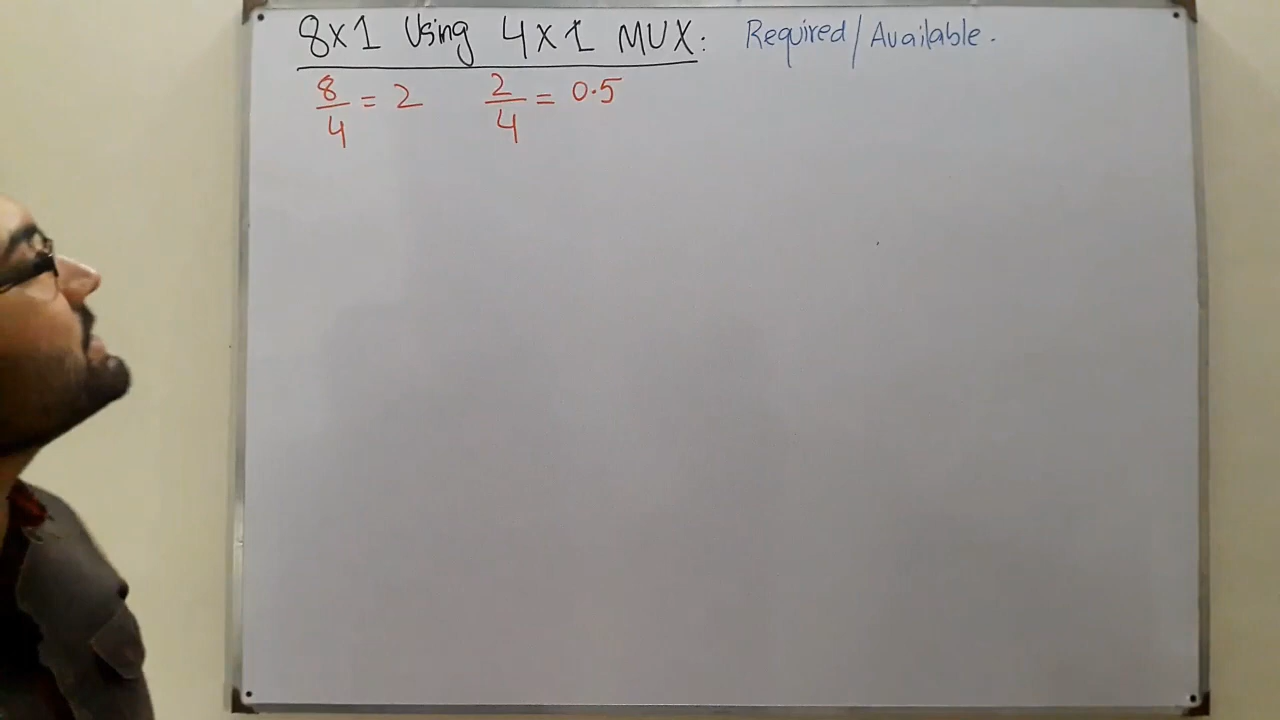 8x1 Using 4x1 MUX: Required/Available.
8/4 = 2 2/4 = 0.5